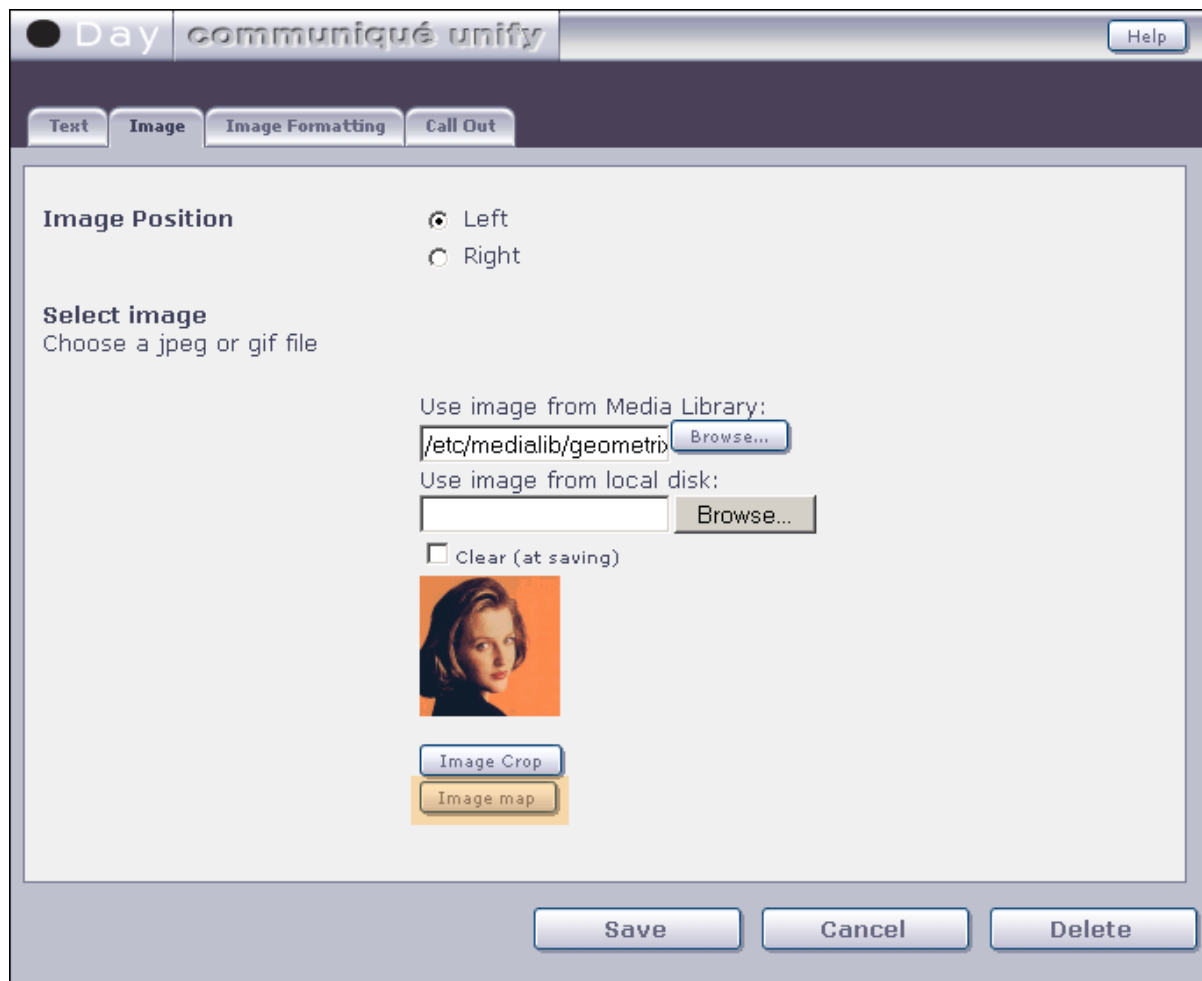 Day communiqué unify Help
Text Image Image Formatting Call Out
Image Position Left
Right
Select image
Choose a jpeg or gif file
Use image from Media Library:
/etc/medialib/geometrix Browse...
Use image from local disk:
Browse...
Clear (at saving)
Image Crop
Image map
Save Cancel Delete